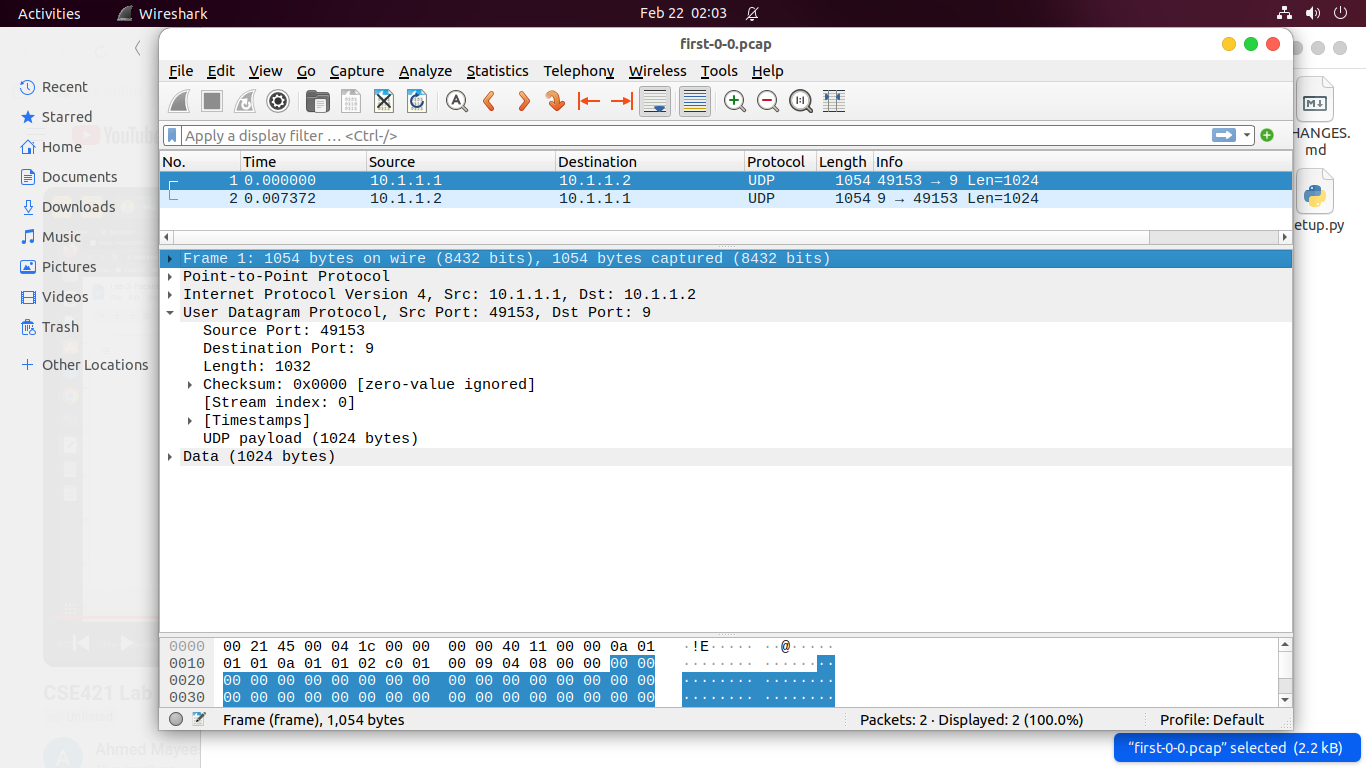 Activities Wireshark Feb 22 02:03
first-0-0.pcap
File Edit View Go Capture Analyze Statistics Telephony Wireless Tools Help
Apply a display filter … <Ctrl-/>
No. Time Source Destination Protocol Length Info
1 0.000000 10.1.1.1 10.1.1.2 UDP 1054 49153 → 9 Len=1024
2 0.007372 10.1.1.2 10.1.1.1 UDP 1054 9 → 49153 Len=1024
Frame 1: 1054 bytes on wire (8432 bits), 1054 bytes captured (8432 bits)
Point-to-Point Protocol
Internet Protocol Version 4, Src: 10.1.1.1, Dst: 10.1.1.2
User Datagram Protocol, Src Port: 49153, Dst Port: 9
Source Port: 49153
Destination Port: 9
Length: 1032
Checksum: 0x0000 [zero-value ignored]
[Stream index: 0]
[Timestamps]
UDP payload (1024 bytes)
Data (1024 bytes)
0000 00 21 45 00 04 1c 00 00 00 00 40 11 00 00 0a 01 ·!E····· ··@·····
0010 01 01 0a 01 01 02 c0 01 00 09 04 08 00 00 00 00 ········ ········
0020 00 00 00 00 00 00 00 00 00 00 00 00 00 00 00 00 ········ ········
0030 00 00 00 00 00 00 00 00 00 00 00 00 00 00 00 00 ········ ········
Frame (frame), 1,054 bytes Packets: 2 · Displayed: 2 (100.0%) Profile: Default
Recent
Starred
Home
Documents
Downloads
Music
Pictures
Videos
Trash
Other Locations
YouTube
CSE421 Lab
Ahmed Mayee
HANGES.
md
etup.py
“first-0-0.pcap” selected (2.2 kB)